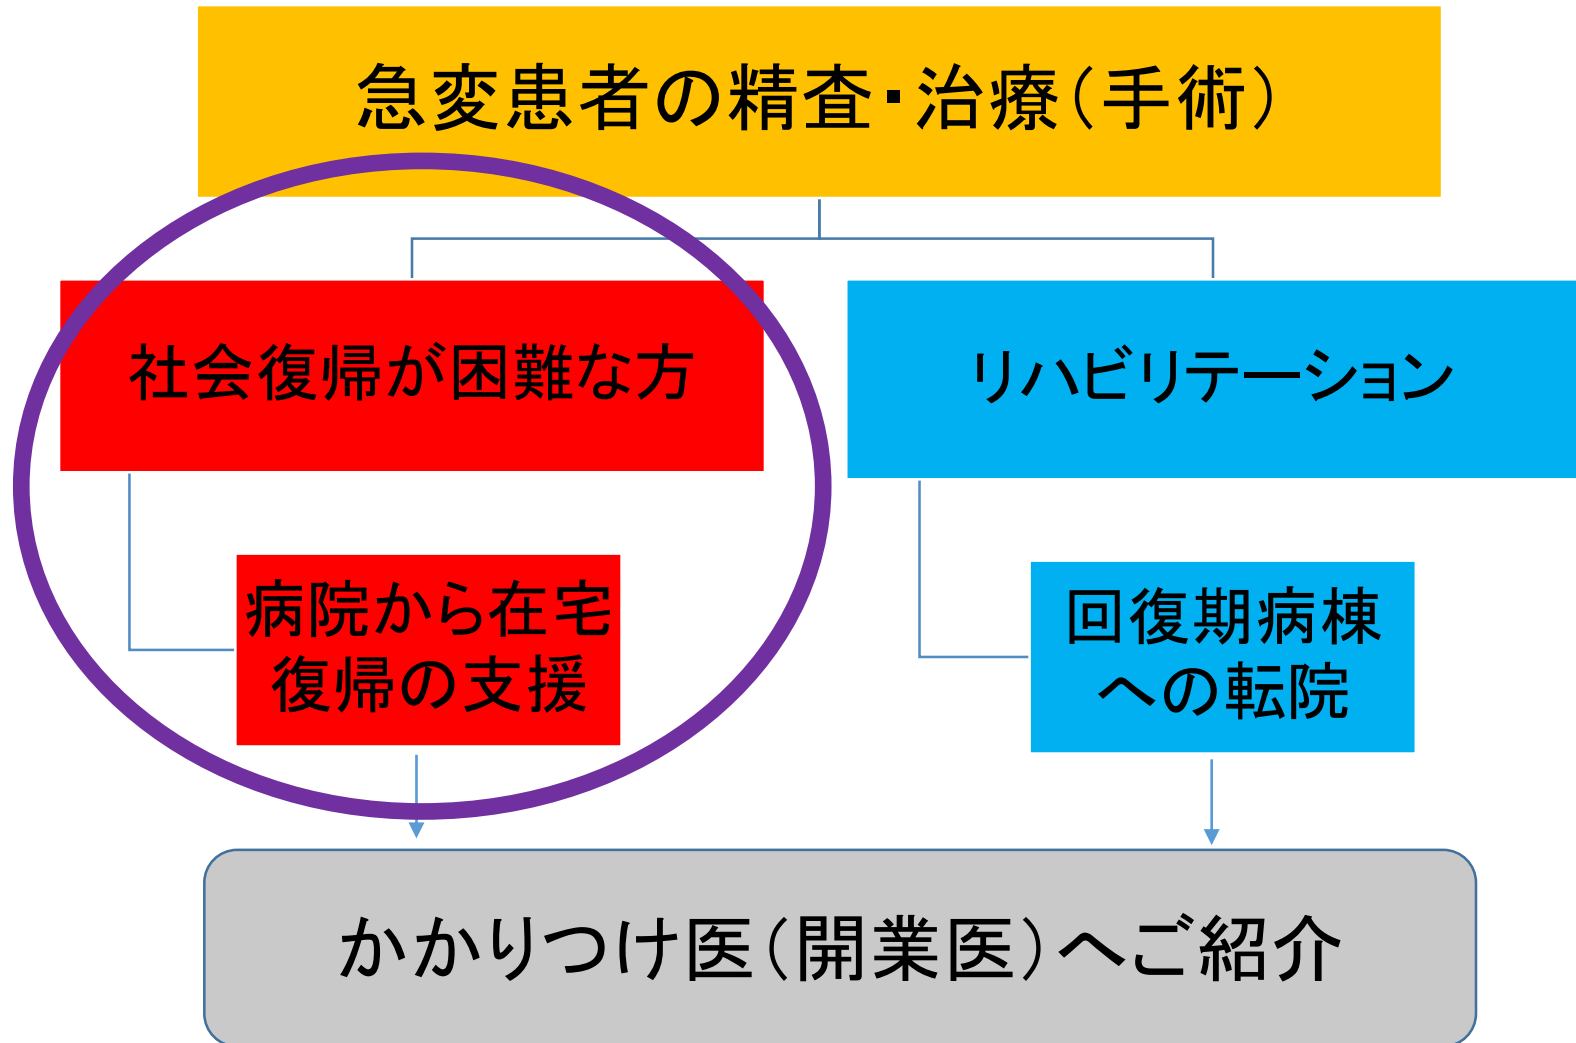 急変患者の精査・治療（手術）
社会復帰が困難な方
リハビリテーション
病院から在宅
復帰の支援
回復期病棟
への転院
かかりつけ医（開業医）へご紹介